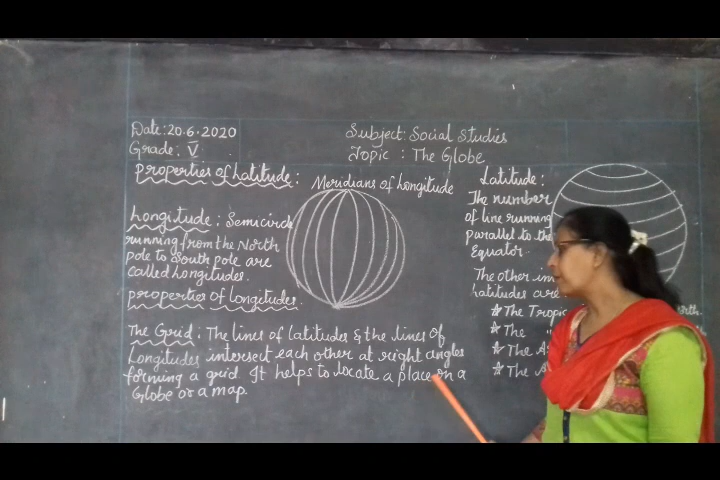 Date: 20.6.2020
Grade: V
Subject: Social Studies
Topic : The Globe
Properties of Latitude :
Meridians of Longitude
Longitude : Semicircle
running from the North
pole to South pole are
called longitudes.
properties of longitudes.
The Grid : The lines of latitudes & the lines of
Longitudes intersect each other at right angles
forming a grid. It helps to locate a place on a
Globe or a map.
Latitude :
The number
of line running
parallel to the
Equator.
The other
Latitudes are
☆ The Tropic
☆ The "
☆ The
☆ The